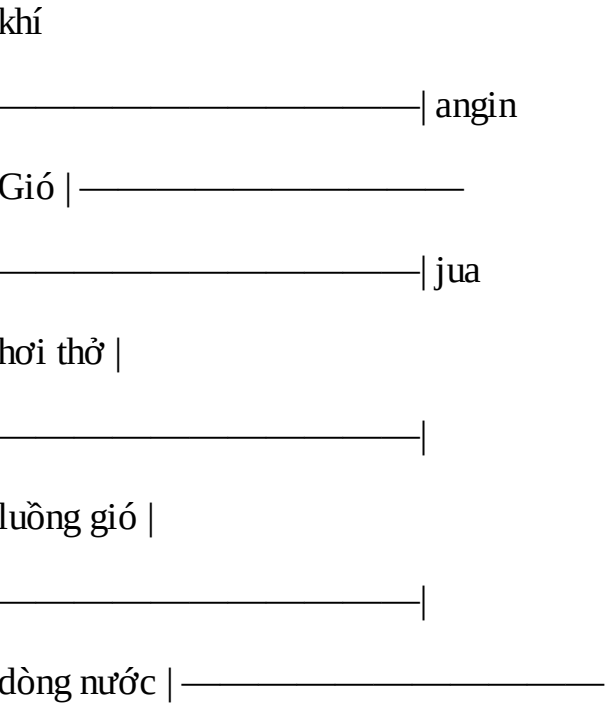 khí
———————————| angin
Gió | ——————————
———————————| jua
hơi thở |
———————————|
luồng gió |
———————————|
dòng nước | ———————————